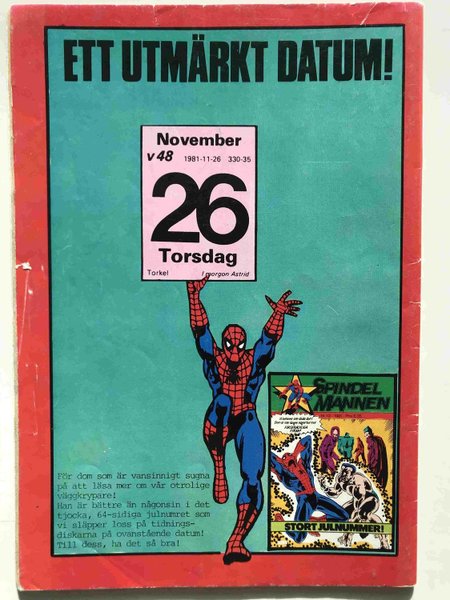 ETT UTMÄRKT DATUM!
November
v 48 1981-11-26 330-35
26
Torsdag
Torkel I morgon Astrid
SPINDEL
MANNEN
STORT JULNUMMER!
För dom som är vansinnigt sugna
på att läsa mer om vår otrolige
väggkrypare!
Han är bättre än någonsin i det
tjocka, 64-sidiga julnumret som
vi släpper loss på tidnings-
diskarna på ovanstående datum!
Till dess, ha det så bra!